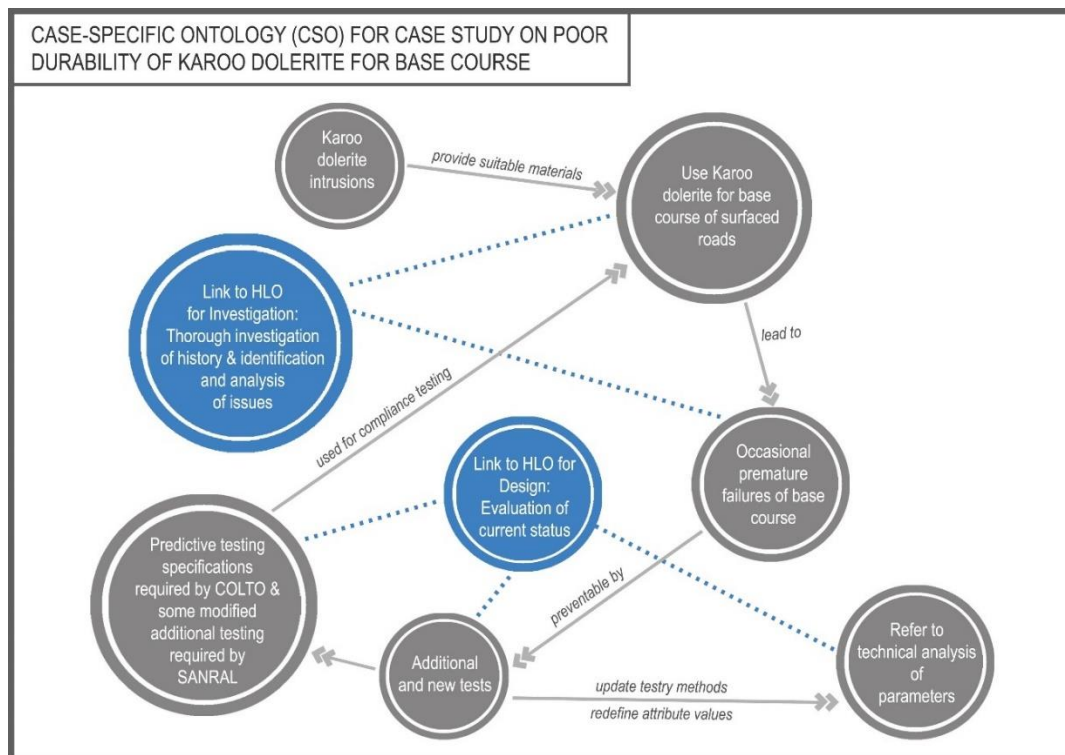 CASE-SPECIFIC ONTOLOGY (CSO) FOR CASE STUDY ON POOR
DURABILITY OF KAROO DOLERITE FOR BASE COURSE
Karoo
dolerite
intrusions
provide suitable materials
Use Karoo
dolerite for base
course of surfaced
roads
Link to HLO
for Investigation:
Thorough investigation
of history & identification
and analysis
of issues
lead to
used for compliance testing
Link to HLO for
Design:
Evaluation of
current status
Occasional
premature
failures of base
course
Predictive testing
specifications
required by COLTO &
some modified
additional testing
required by
SANRAL
preventable by
Additional
and new tests
update testry methods
redefine attribute values
Refer to
technical analysis
of
parameters